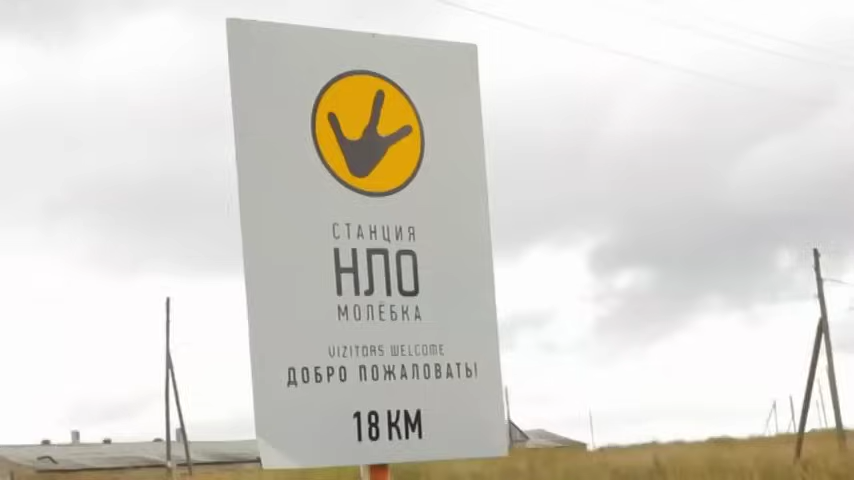 СТАНЦИЯ
НЛО
МОЛЁБКА
VIZITORS WELCOME
ДОБРО ПОЖАЛОВАТЬ!
18 КМ